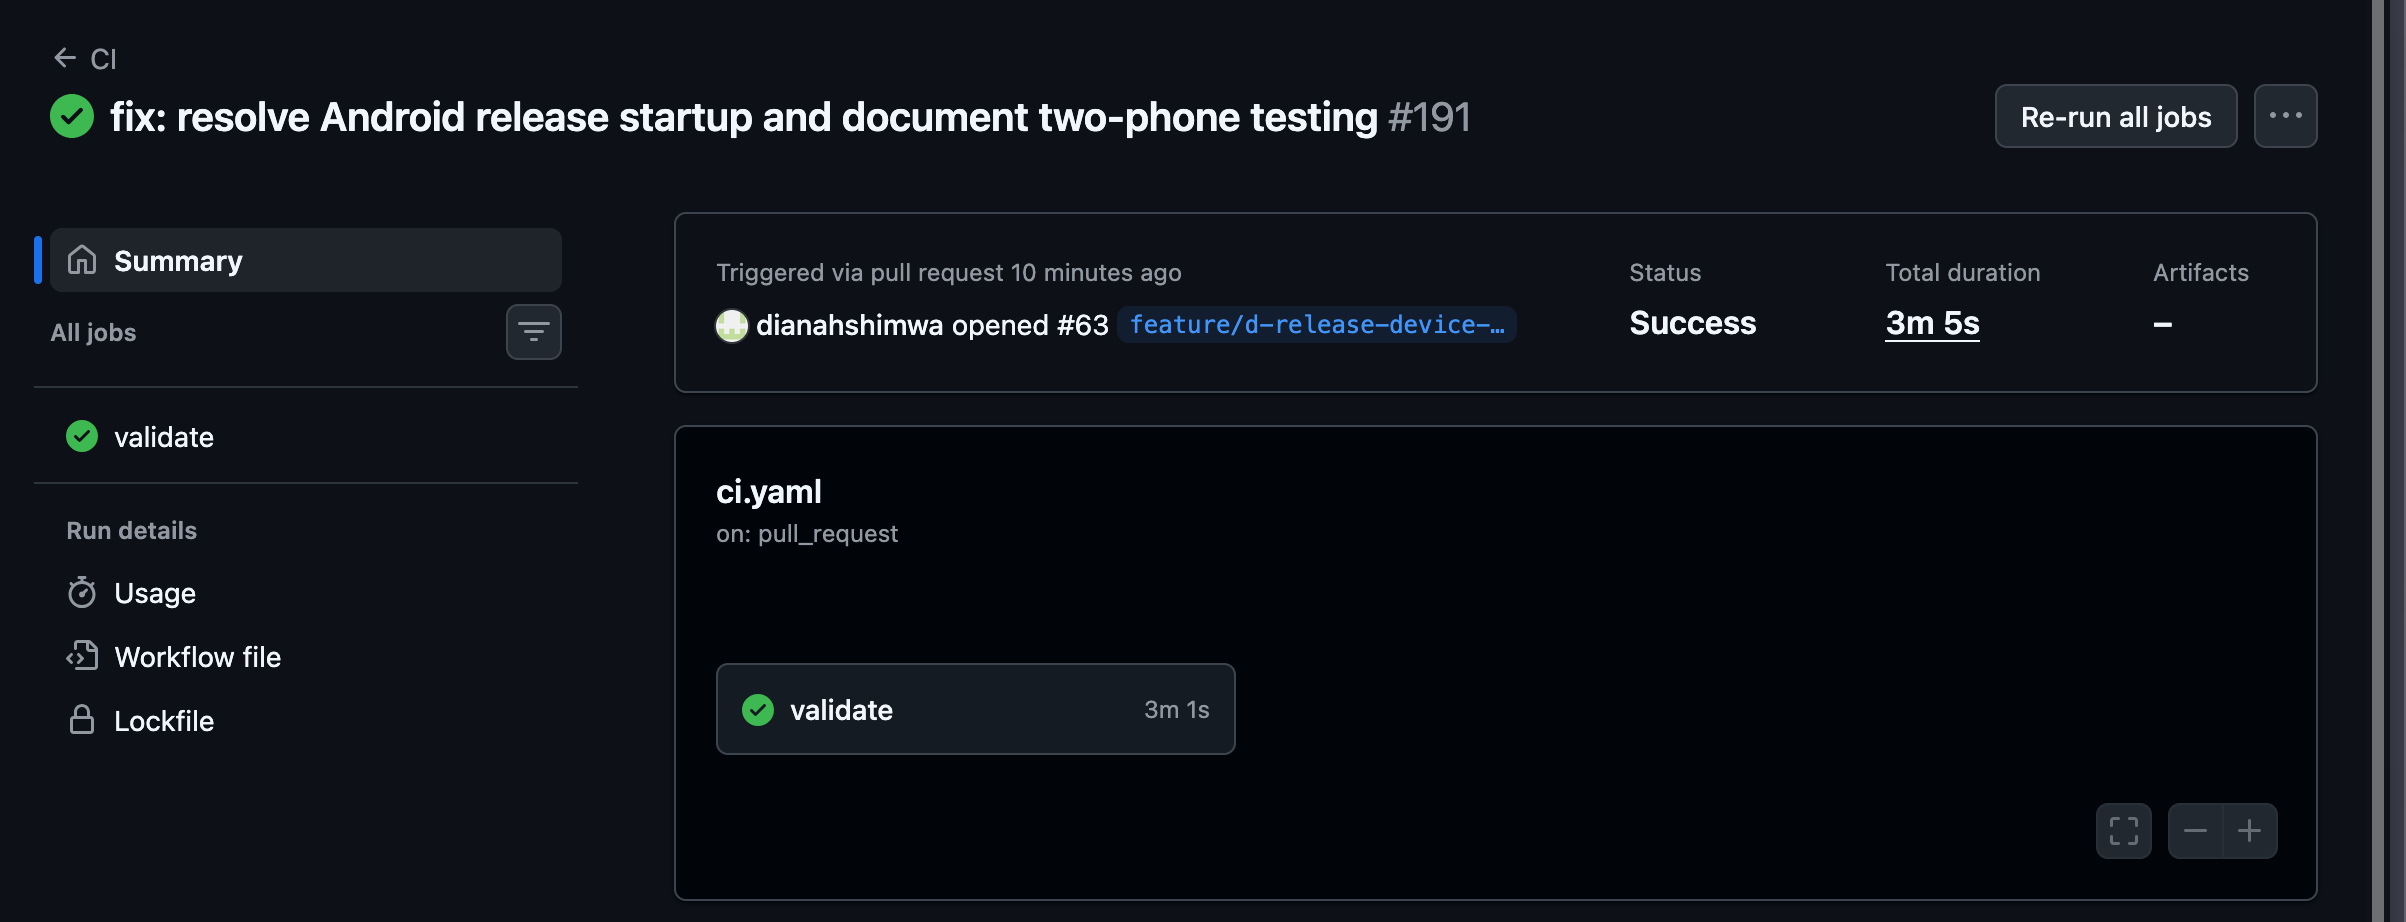 CI
fix: resolve Android release startup and document two-phone testing #191
Re-run all jobs
Summary
All jobs
validate
Run details
Usage
Workflow file
Lockfile
Triggered via pull request 10 minutes ago
dianahshimwa opened #63 feature/d-release-device-…
Status
Success
Total duration
3m 5s
Artifacts
–
ci.yaml
on: pull_request
validate 3m 1s